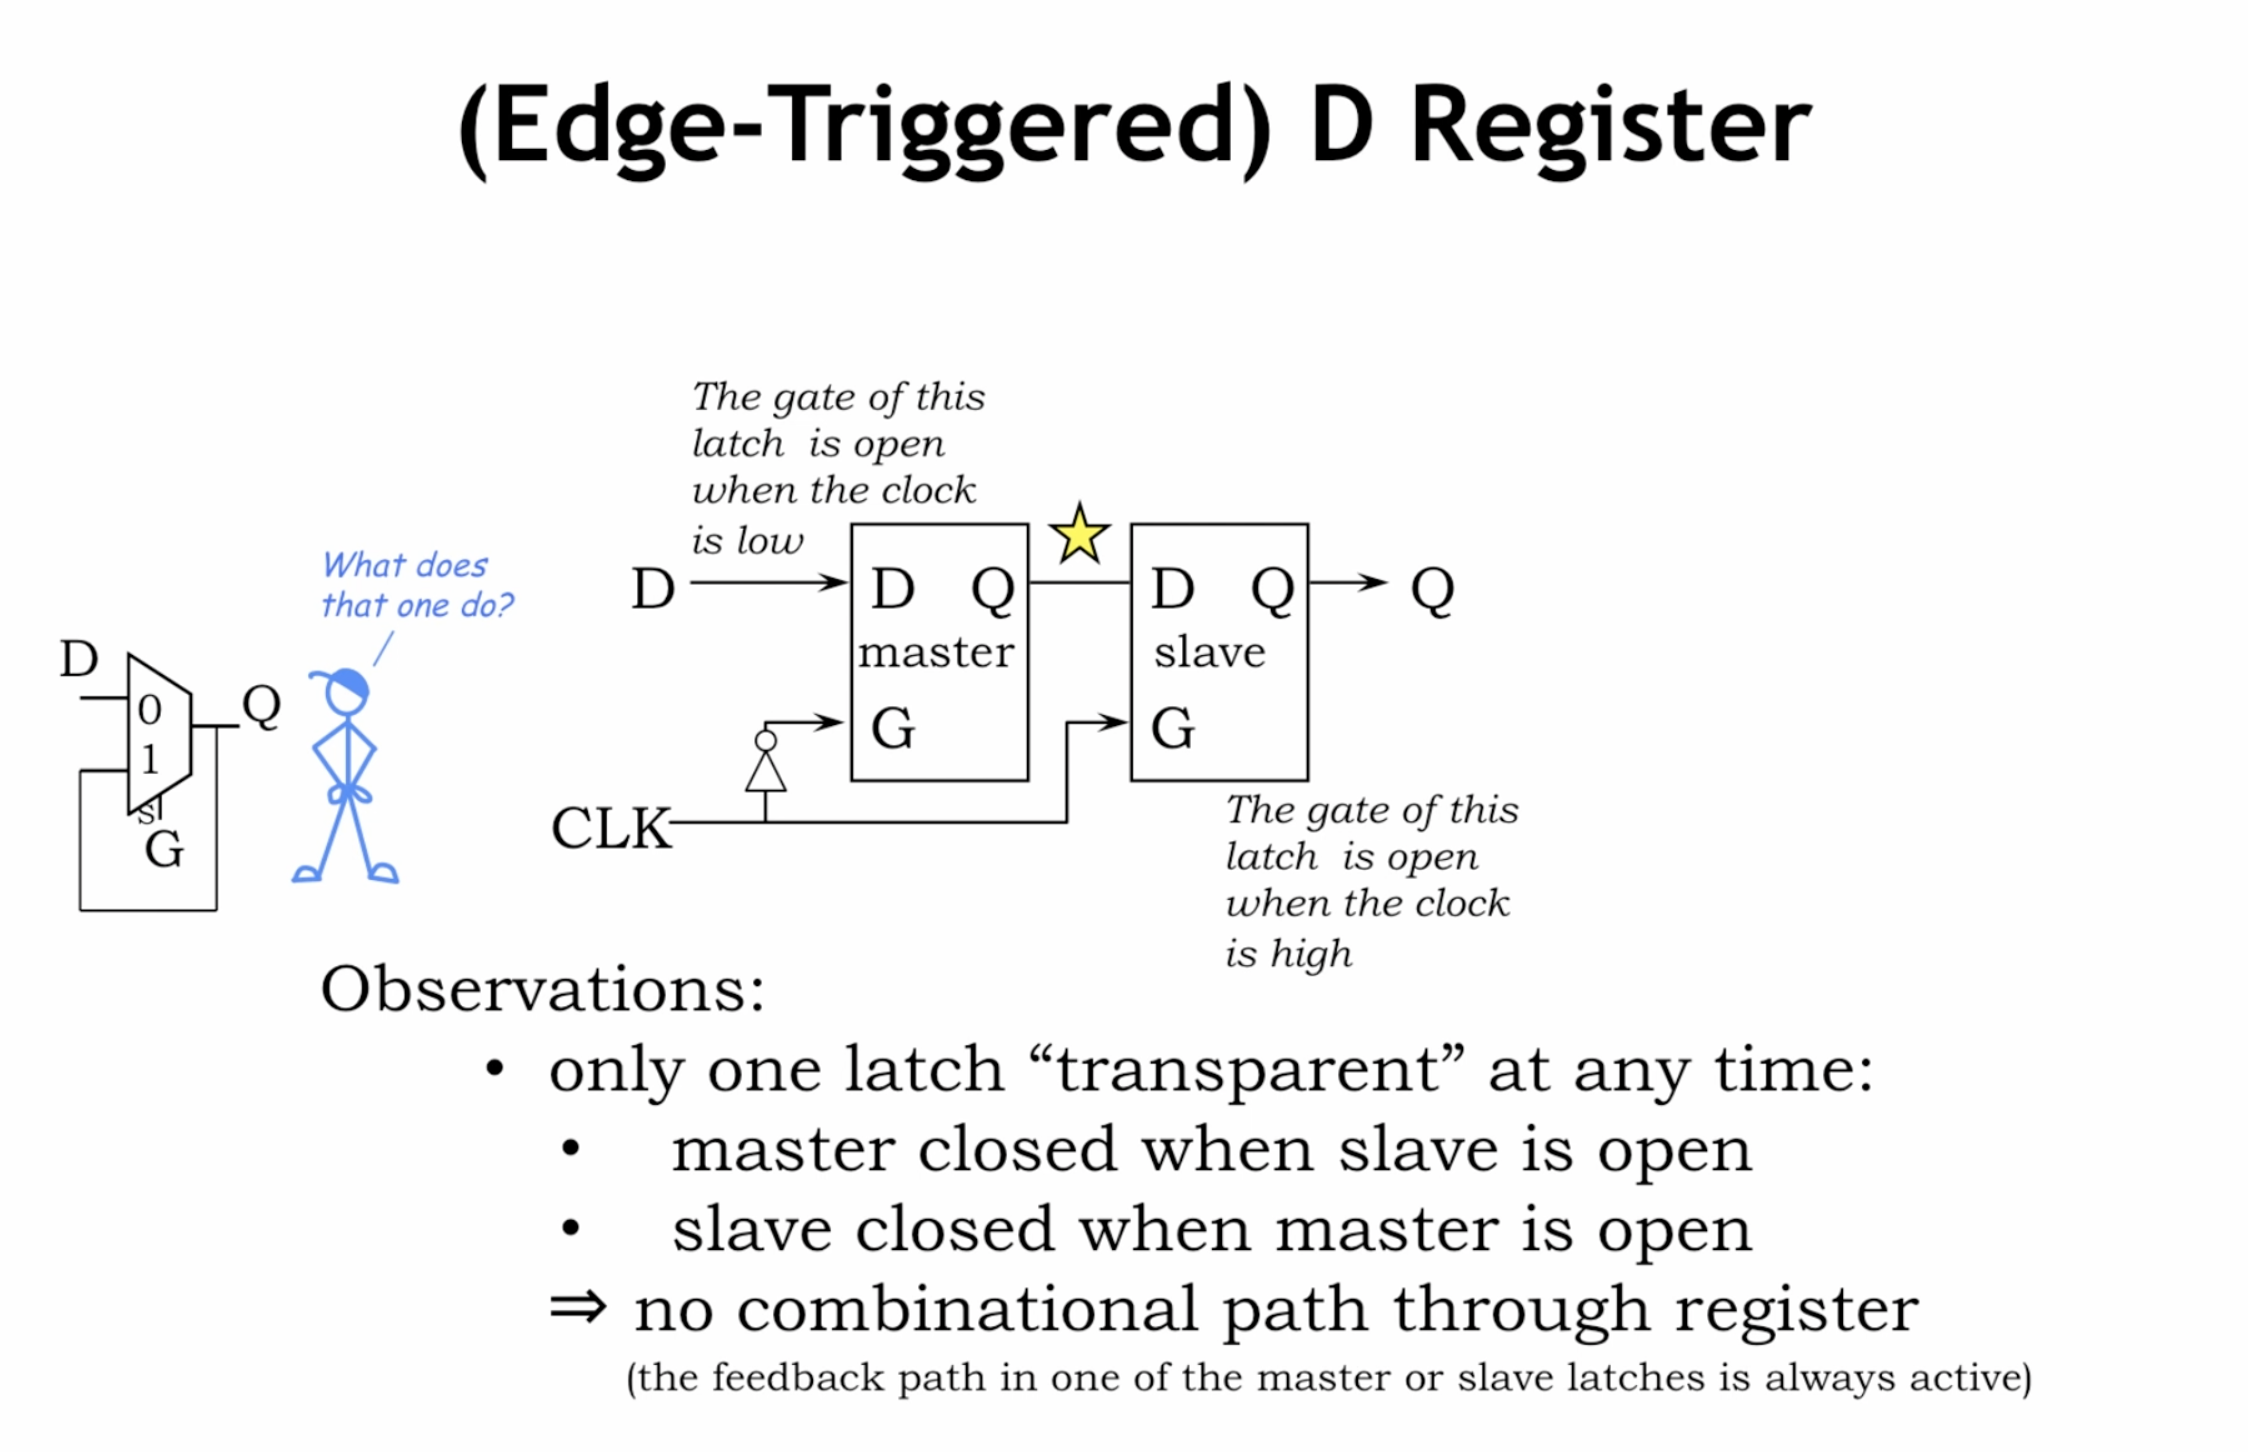 (Edge-Triggered) D Register
The gate of this
latch is open
when the clock
is low
What does
that one do?
D
0
1
Q
G
D
D Q
master
G
D Q
slave
G
Q
CLK
The gate of this
latch is open
when the clock
is high
Observations:
• only one latch “transparent” at any time:
• master closed when slave is open
• slave closed when master is open
⇒ no combinational path through register
(the feedback path in one of the master or slave latches is always active)